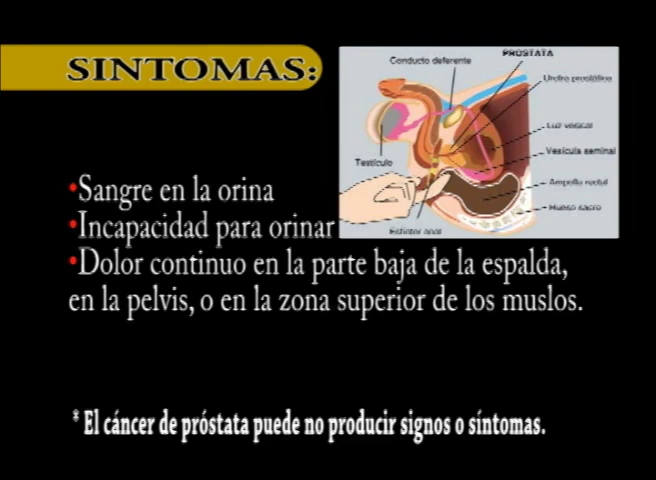 SINTOMAS:
PROSTATA
Conducto deferente
Uretra prostática
Luz vesical
Vesícula seminal
Testículo
Ampolla rectal
Hueso sacro
Esfínter anal
•Sangre en la orina
•Incapacidad para orinar
•Dolor continuo en la parte baja de la espalda,
en la pelvis, o en la zona superior de los muslos.
* El cáncer de próstata puede no producir signos o síntomas.